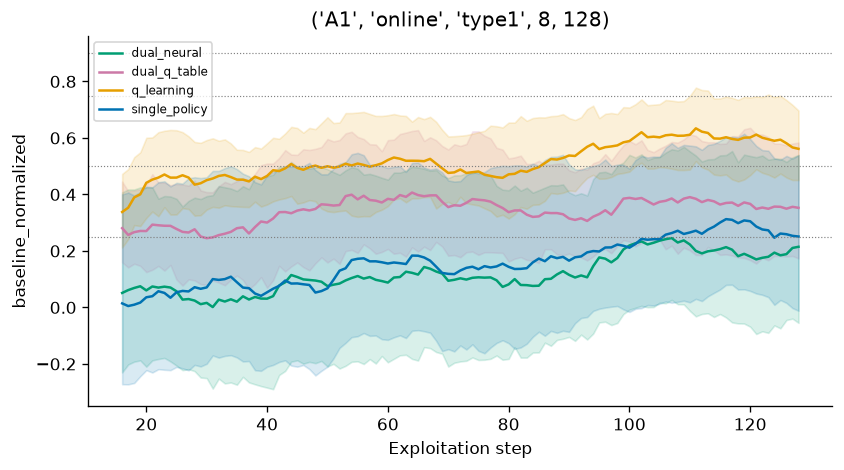 ('A1', 'online', 'type1', 8, 128)
dual_neural
dual_q_table
q_learning
single_policy
baseline_normalized
0.8
0.6
0.4
0.2
0.0
−0.2
20 40 60 80 100 120
Exploitation step